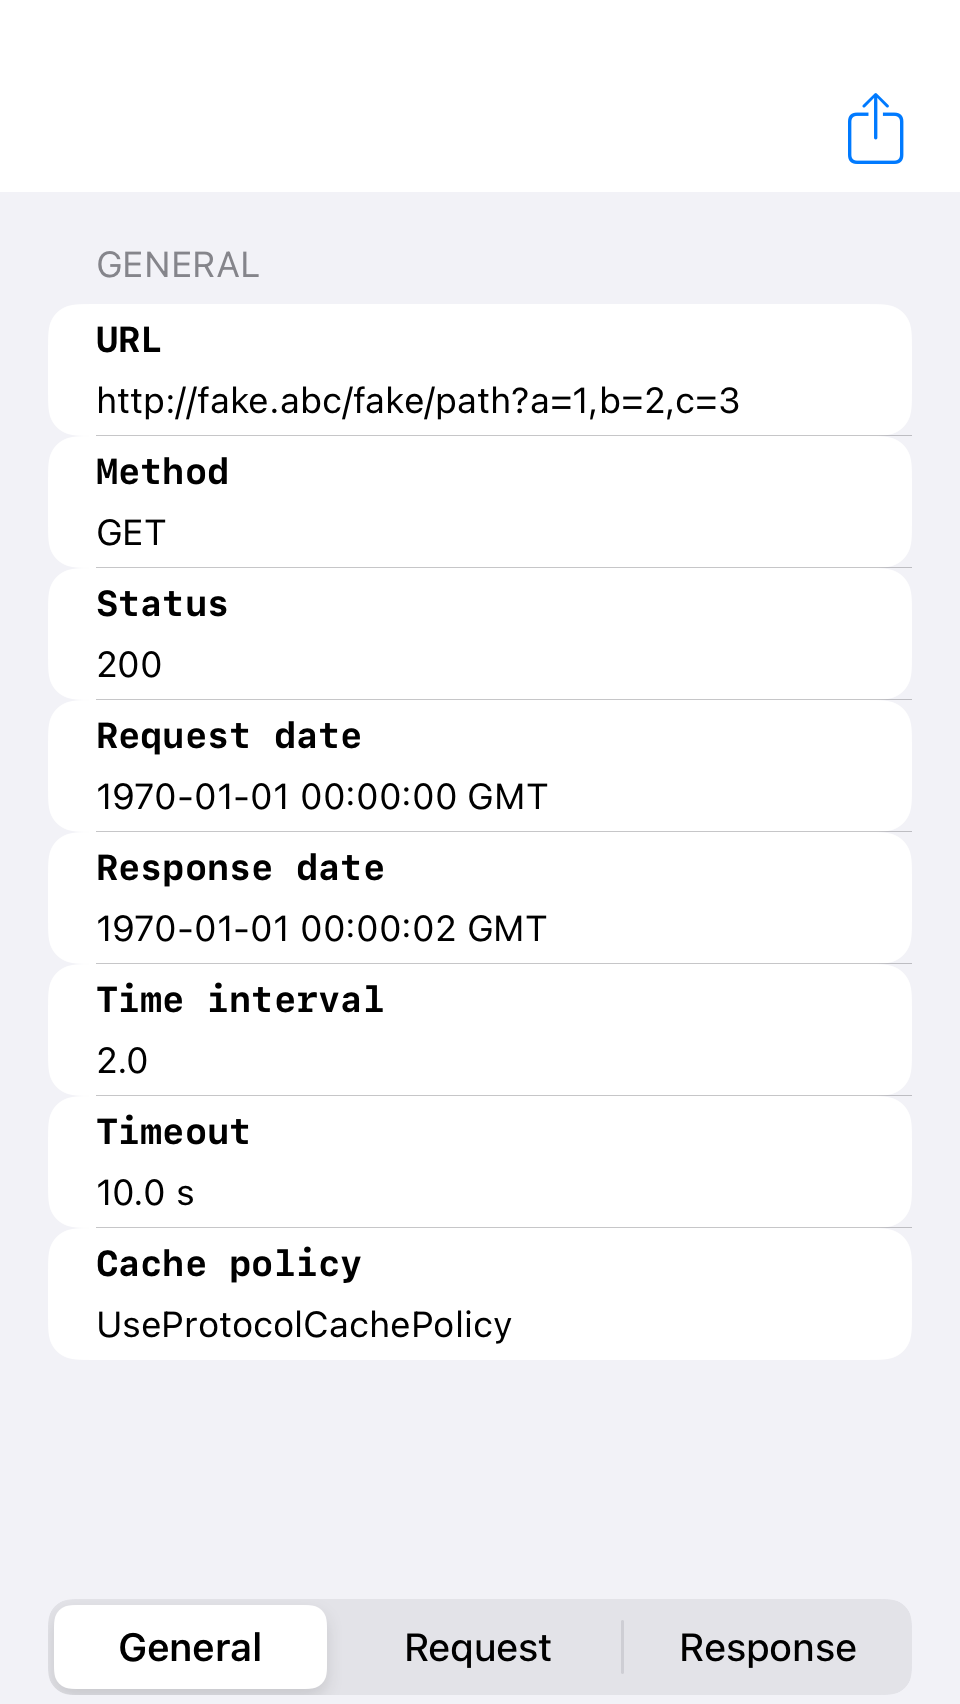 GENERAL
URL
http://fake.abc/fake/path?a=1,b=2,c=3
Method
GET
Status
200
Request date
1970-01-01 00:00:00 GMT
Response date
1970-01-01 00:00:02 GMT
Time interval
2.0
Timeout
10.0 s
Cache policy
UseProtocolCachePolicy
General Request Response